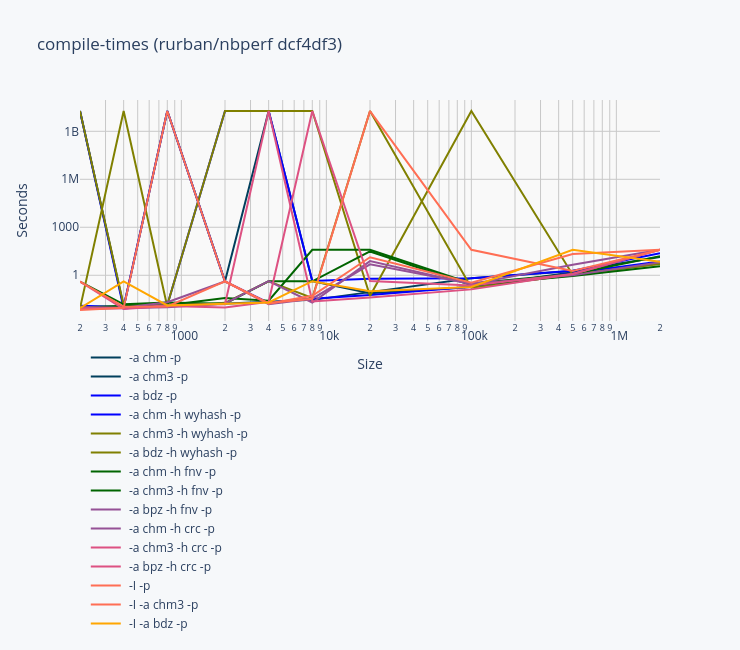 compile-times (rurban/nbperf dcf4df3)
Seconds
1B
1M
1000
1
2 3 4 5 6 7 8 9 1000 2 3 4 5 6 7 8 9 10k 2 3 4 5 6 7 8 9 100k 2 3 4 5 6 7 8 9 1M 2
Size
-a chm -p
-a chm3 -p
-a bdz -p
-a chm -h wyhash -p
-a chm3 -h wyhash -p
-a bdz -h wyhash -p
-a chm -h fnv -p
-a chm3 -h fnv -p
-a bpz -h fnv -p
-a chm -h crc -p
-a chm3 -h crc -p
-a bpz -h crc -p
-I -p
-I -a chm3 -p
-I -a bdz -p